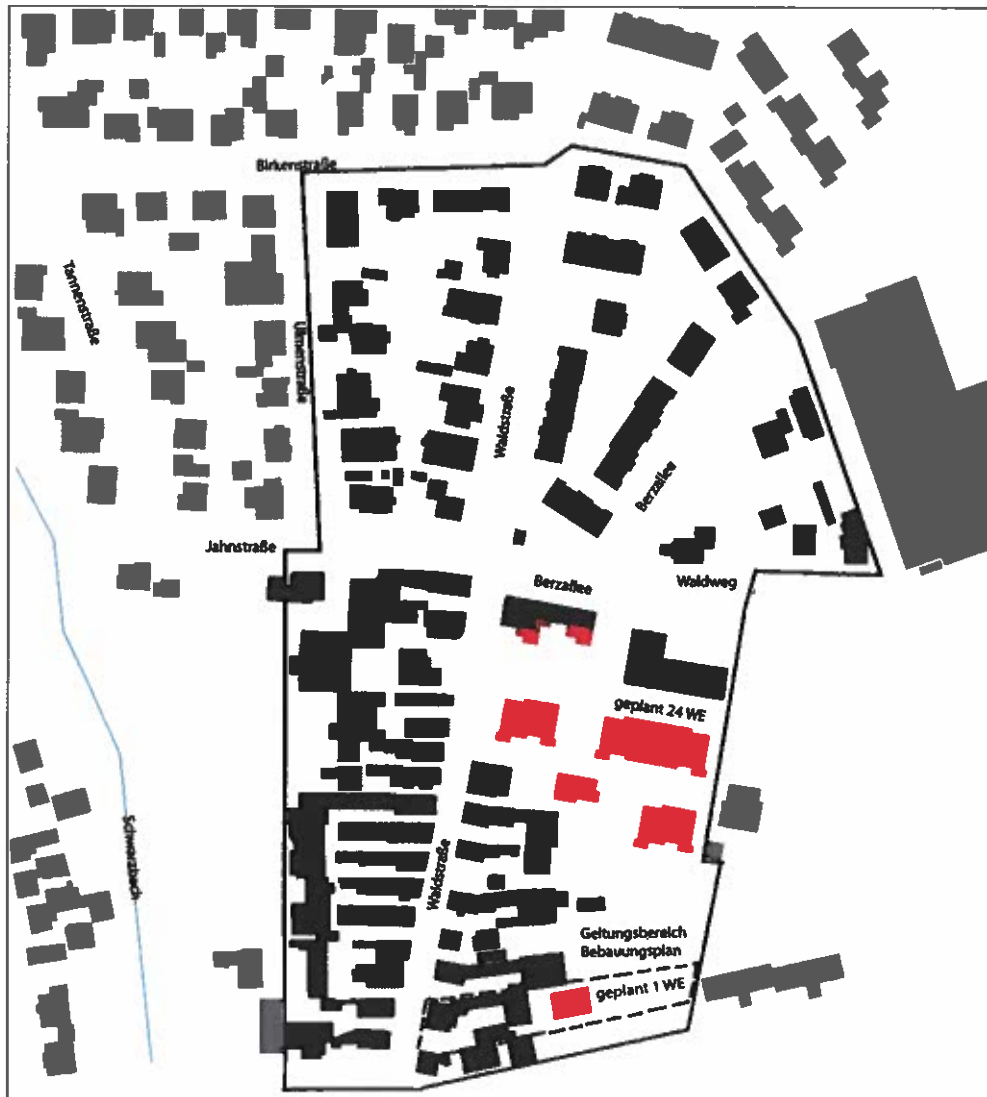 Birkenstraße
Tannenstraße
Ulmenstraße
Waldstraße
Berzallee
Jahnstraße
Berzallee
Waldweg
geplant 24 WE
Schwarzbach
Waldstraße
Geltungsbereich
Bebauungsplan
geplant 1 WE